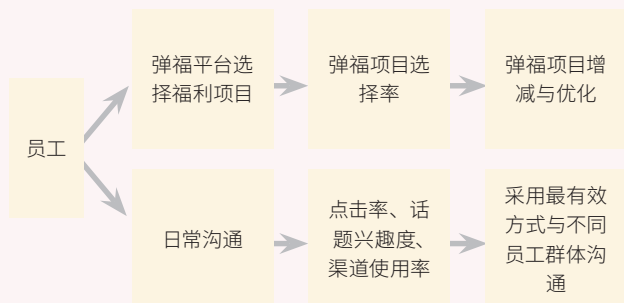 员工
弹福平台选
择福利项目
弹福项目选
择率
弹福项目增
减与优化
日常沟通
点击率、话
题兴趣度、
渠道使用率
采用最有效
方式与不同
员工群体沟
通